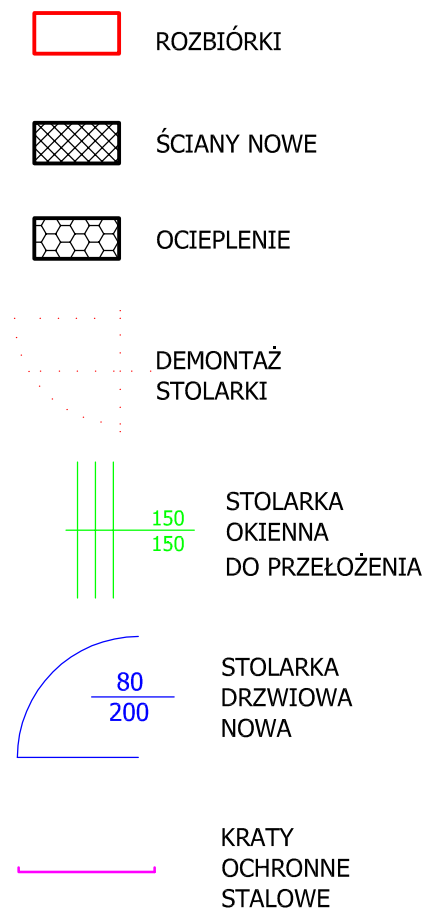 ROZBIÓRKI
ŚCIANY NOWE
OCIEPLENIE
DEMONTAŻ
STOLARKI
150
150
STOLARKA
OKIENNA
DO PRZEŁOŻENIA
80
200
STOLARKA
DRZWIOWA
NOWA
KRATY
OCHRONNE
STALOWE